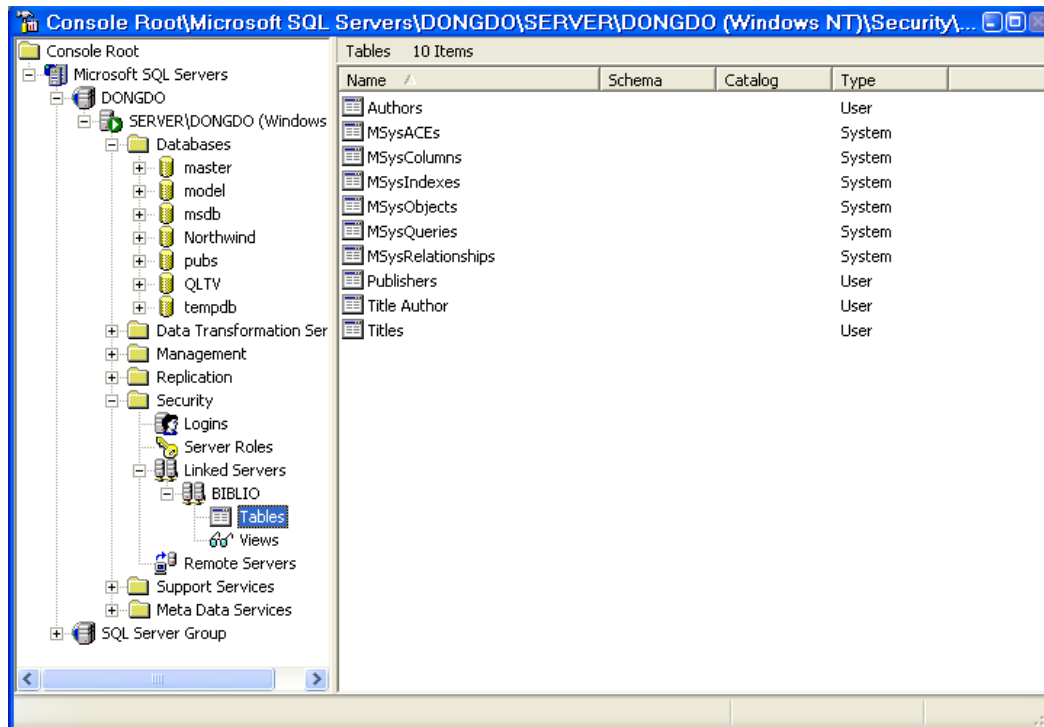 Console Root\Microsoft SQL Servers\DONGDO\SERVER\DONGDO (Windows NT)\Security\...
Console Root
Microsoft SQL Servers
DONGDO
SERVER\DONGDO (Windows
Databases
master
model
msdb
Northwind
pubs
QLTV
tempdb
Data Transformation Ser
Management
Replication
Security
Logins
Server Roles
Linked Servers
BIBLIO
Tables
Views
Remote Servers
Support Services
Meta Data Services
SQL Server Group
Tables 10 Items
Name Schema Catalog Type
Authors User
MSysACEs System
MSysColumns System
MSysIndexes System
MSysObjects System
MSysQueries System
MSysRelationships System
Publishers User
Title Author User
Titles User